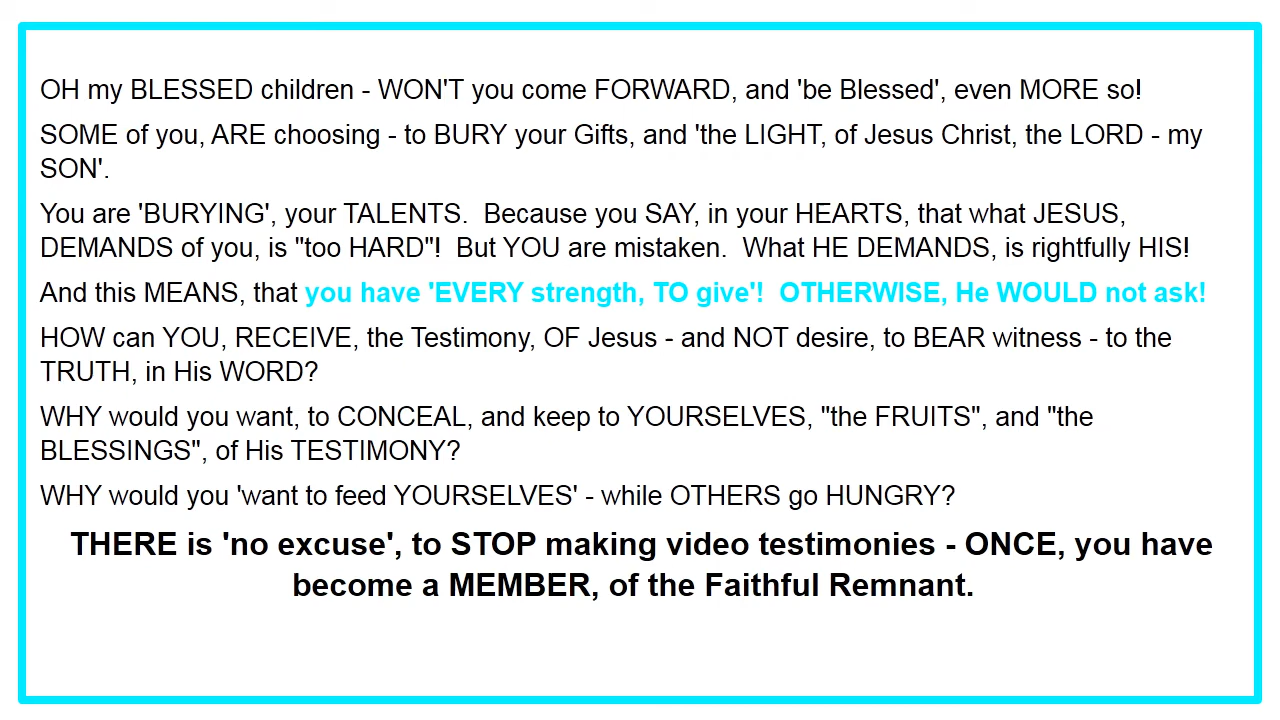 OH my BLESSED children - WON'T you come FORWARD, and 'be Blessed', even MORE so!
SOME of you, ARE choosing - to BURY your Gifts, and 'the LIGHT, of Jesus Christ, the LORD - my
SON'.
You are 'BURYING', your TALENTS.  Because you SAY, in your HEARTS, that what JESUS,
DEMANDS of you, is "too HARD"!  But YOU are mistaken.  What HE DEMANDS, is rightfully HIS!
And this MEANS, that you have 'EVERY strength, TO give'!  OTHERWISE, He WOULD not ask!
HOW can YOU, RECEIVE, the Testimony, OF Jesus - and NOT desire, to BEAR witness - to the
TRUTH, in His WORD?
WHY would you want, to CONCEAL, and keep to YOURSELVES, "the FRUITS", and "the
BLESSINGS", of His TESTIMONY?
WHY would you 'want to feed YOURSELVES' - while OTHERS go HUNGRY?
THERE is 'no excuse', to STOP making video testimonies - ONCE, you have
become a MEMBER, of the Faithful Remnant.